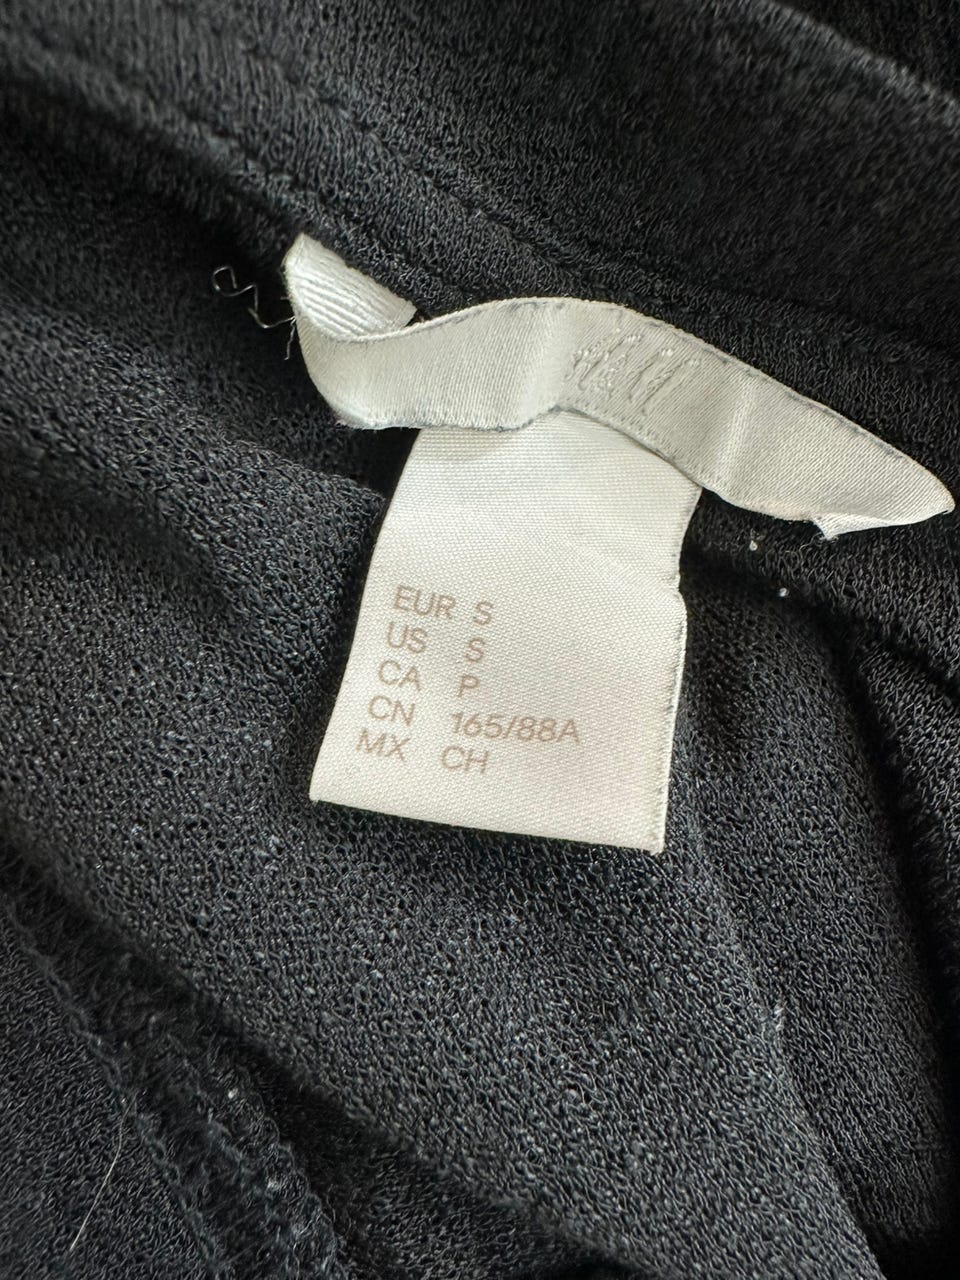 H&M
EUR S
US S
CA P
CN 165/88A
MX CH